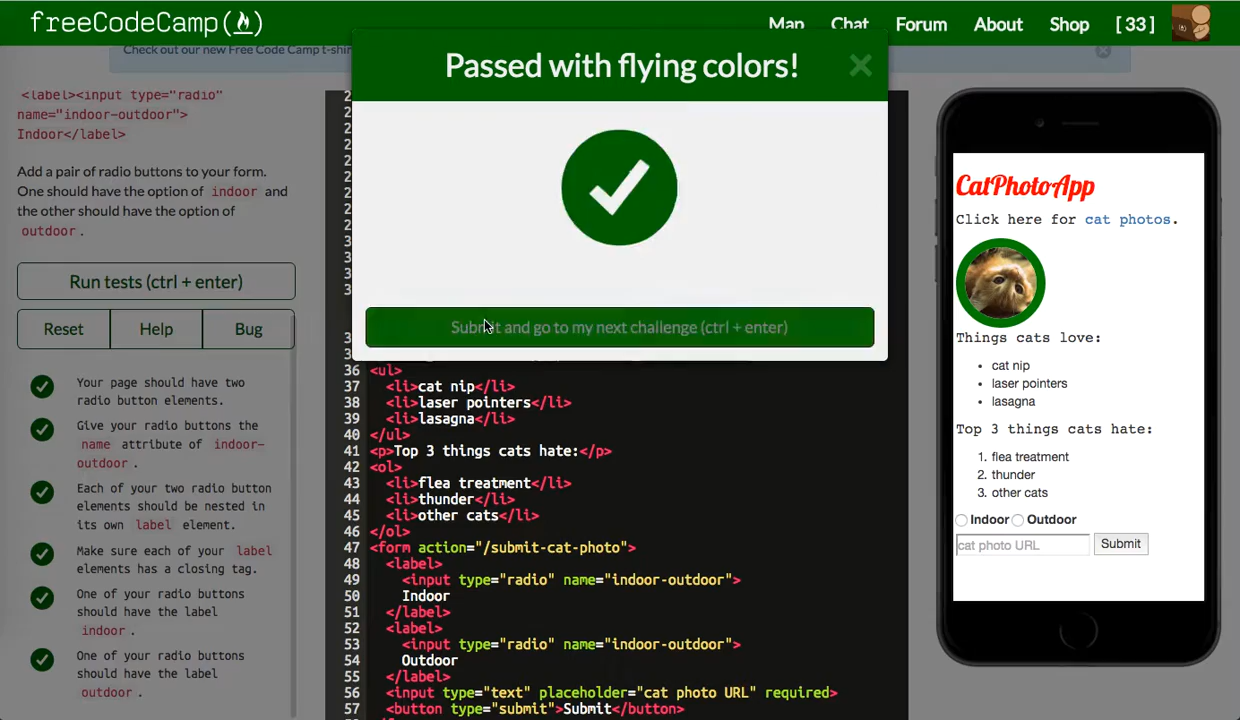 freeCodeCamp
Map
Chat
Forum
About
Shop
[ 33 ]
Check out our new Free Code Camp t-shir
<label><input type="radio"
name="indoor-outdoor">
Indoor</label>
Add a pair of radio buttons to your form.
One should have the option of indoor and
the other should have the option of
outdoor .
Run tests (ctrl + enter)
Reset
Help
Bug
Your page should have two
radio button elements.
Give your radio buttons the
name attribute of indoor-
outdoor .
Each of your two radio button
elements should be nested in
its own label element.
Make sure each of your label
elements has a closing tag.
One of your radio buttons
should have the label
indoor .
One of your radio buttons
should have the label
outdoor .
Passed with flying colors!
Submit and go to my next challenge (ctrl + enter)
36 <ul>
37 <li>cat nip</li>
38 <li>laser pointers</li>
39 <li>lasagna</li>
40 </ul>
41 <p>Top 3 things cats hate:</p>
42 <ol>
43 <li>flea treatment</li>
44 <li>thunder</li>
45 <li>other cats</li>
46 </ol>
47 <form action="/submit-cat-photo">
48 <label>
49 <input type="radio" name="indoor-outdoor">
50 Indoor
51 </label>
52 <label>
53 <input type="radio" name="indoor-outdoor">
54 Outdoor
55 </label>
56 <input type="text" placeholder="cat photo URL" required>
57 <button type="submit">Submit</button>
CatPhotoApp
Click here for cat photos.
Things cats love:
• cat nip
• laser pointers
• lasagna
Top 3 things cats hate:
1. flea treatment
2. thunder
3. other cats
Indoor Outdoor
cat photo URL
Submit